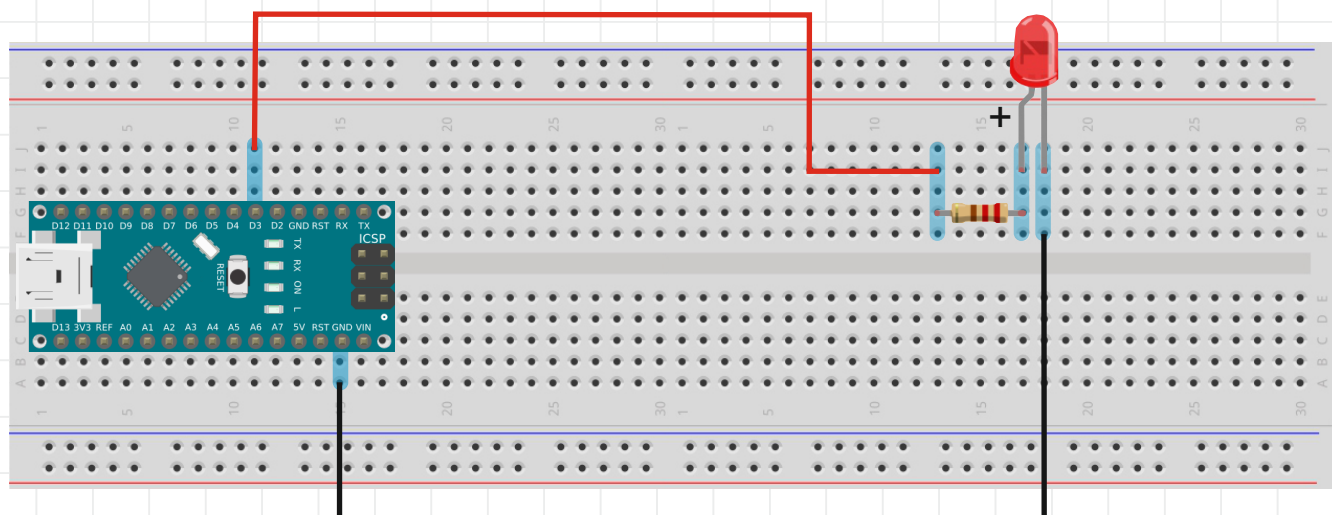 +
1 5 10 15 20 25 30 1 5 10 15 20 25 30
J J
I I
H H
G G
F F
D12 D11 D10 D9 D8 D7 D6 D5 D4 D3 D2 GND RST RX TX
ICSP
TX
RX
RESET
ON
L
E
D D
D13 3V3 REF A0 A1 A2 A3 A4 A5 A6 A7 5V RST GND VIN
C C
B B
A A
1 5 10 15 20 25 30 1 5 10 15 20 25 30